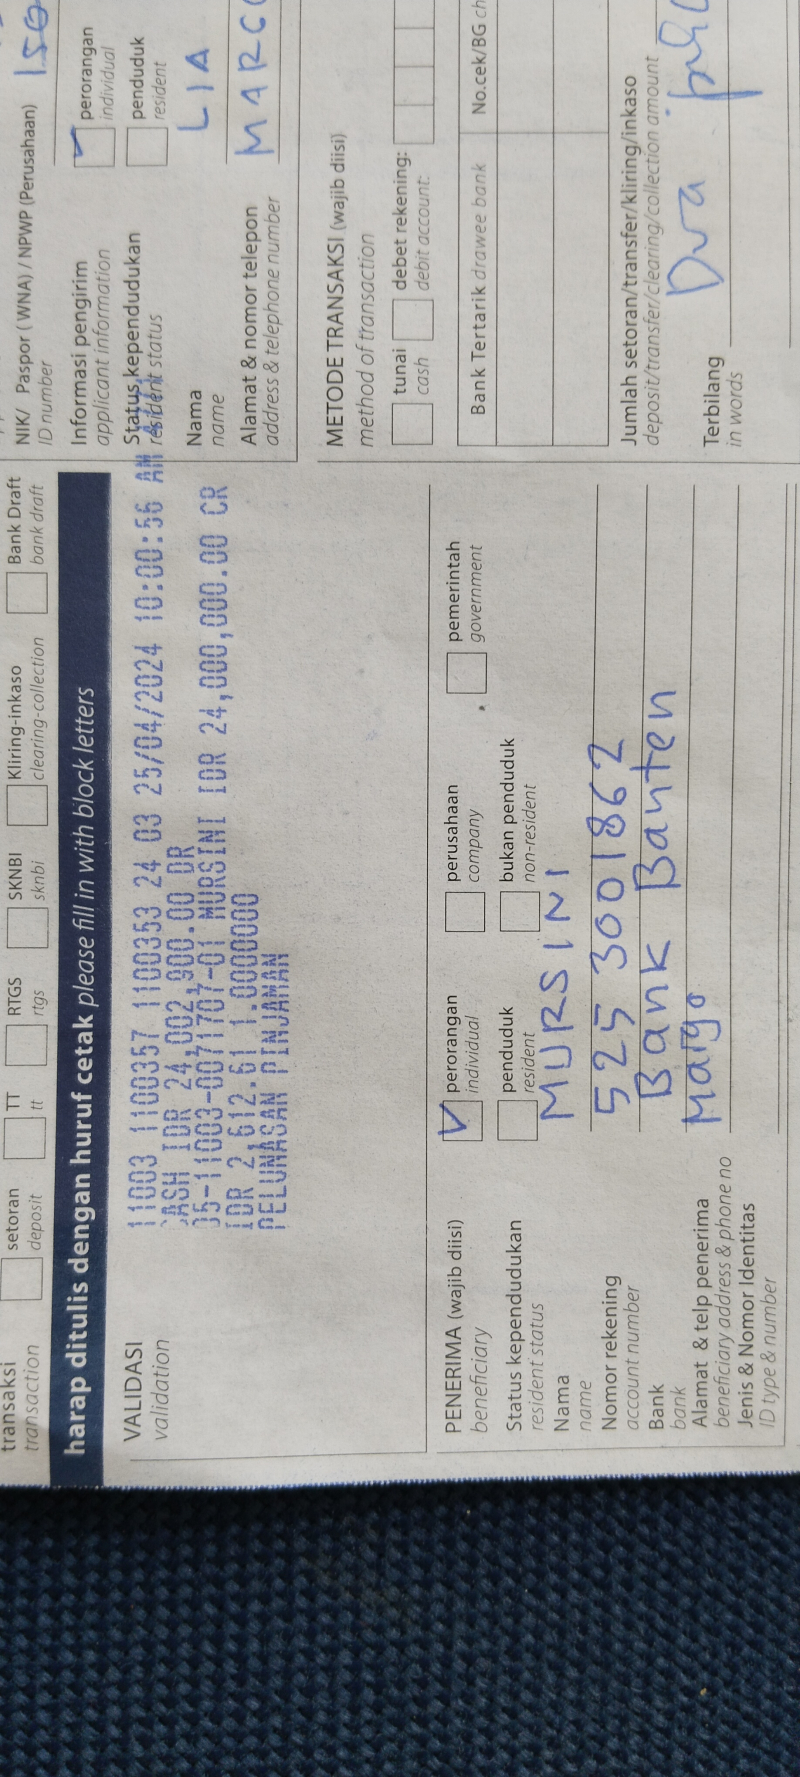 transaksi
transaction
setoran
deposit
TT
tt
RTGS
rtgs
SKNBI
sknbi
Kliring-inkaso
clearing-collection
Bank Draft
bank draft
harap ditulis dengan huruf cetak please fill in with block letters
VALIDASI
validation
11003 1100357 1100353 24 03 25/04/2024 10:00:56 AM
CASH IDR 24,002,900.00 DR
05-11003-0071707-01 MURSINI IDR 24,000,000.00 CR
IDR 2,612.61 1.0000000
PELUNASAN PINJAMAN
PENERIMA (wajib diisi)
beneficiary
perorangan
individual
perusahaan
company
pemerintah
government
Status kependudukan
resident status
penduduk
resident
bukan penduduk
non-resident
Nama
name
MURSINI
Nomor rekening
account number
525 3001862
Bank
bank
Bank Banten
Alamat & telp penerima
beneficiary address & phone no
Margo
Jenis & Nomor Identitas
ID type & number
NIK/ Paspor ( WNA) / NPWP (Perusahaan)
ID number
Informasi pengirim
applicant information
perorangan
individual
Status kependudukan
resident status
penduduk
resident
Nama
name
LIA
Alamat & nomor telepon
address & telephone number
METODE TRANSAKSI (wajib diisi)
method of transaction
tunai
cash
debet rekening:
debit account:
Bank Tertarik drawee bank
No.cek/BG
Jumlah setoran/transfer/kliring/inkaso
deposit/transfer/clearing/collection amount
Terbilang
in words
Dua